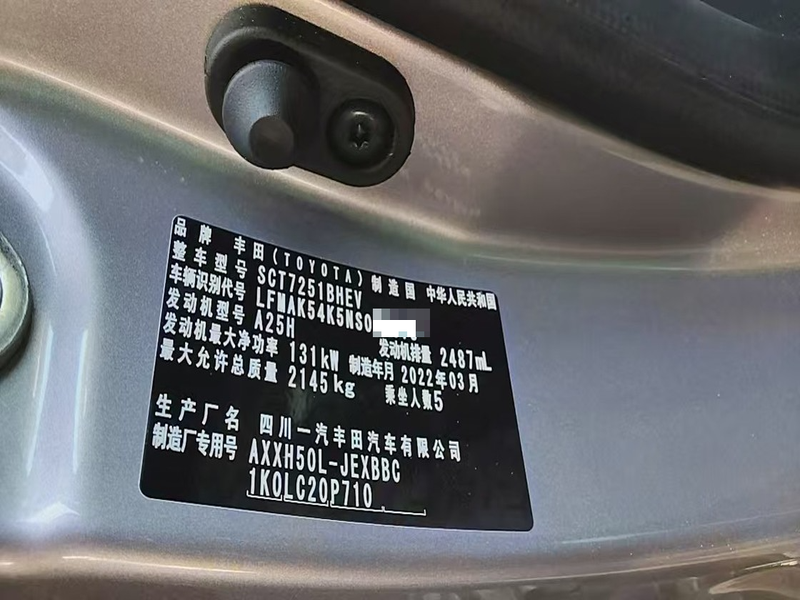 品牌 丰田(TOYOTA) 制造国 中华人民共和国
整车型号 SCT7251BHEV
车辆识别代号 LFMAK54K5NS0
发动机型号 A25H 发动机排量 2487mL
发动机最大净功率 131kW 制造年月 2022年03月
最大允许总质量 2145kg 乘坐人数5
生产厂名 四川一汽丰田汽车有限公司
制造厂专用号 AXXH50L-JEXBBC
1K0LC20P710